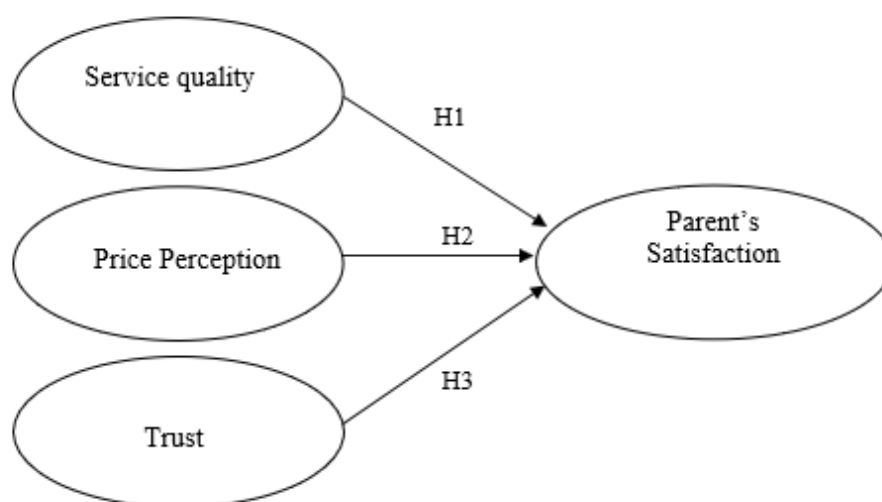 Service quality
H1
Parent’s
Satisfaction
H2
Price Perception
H3
Trust